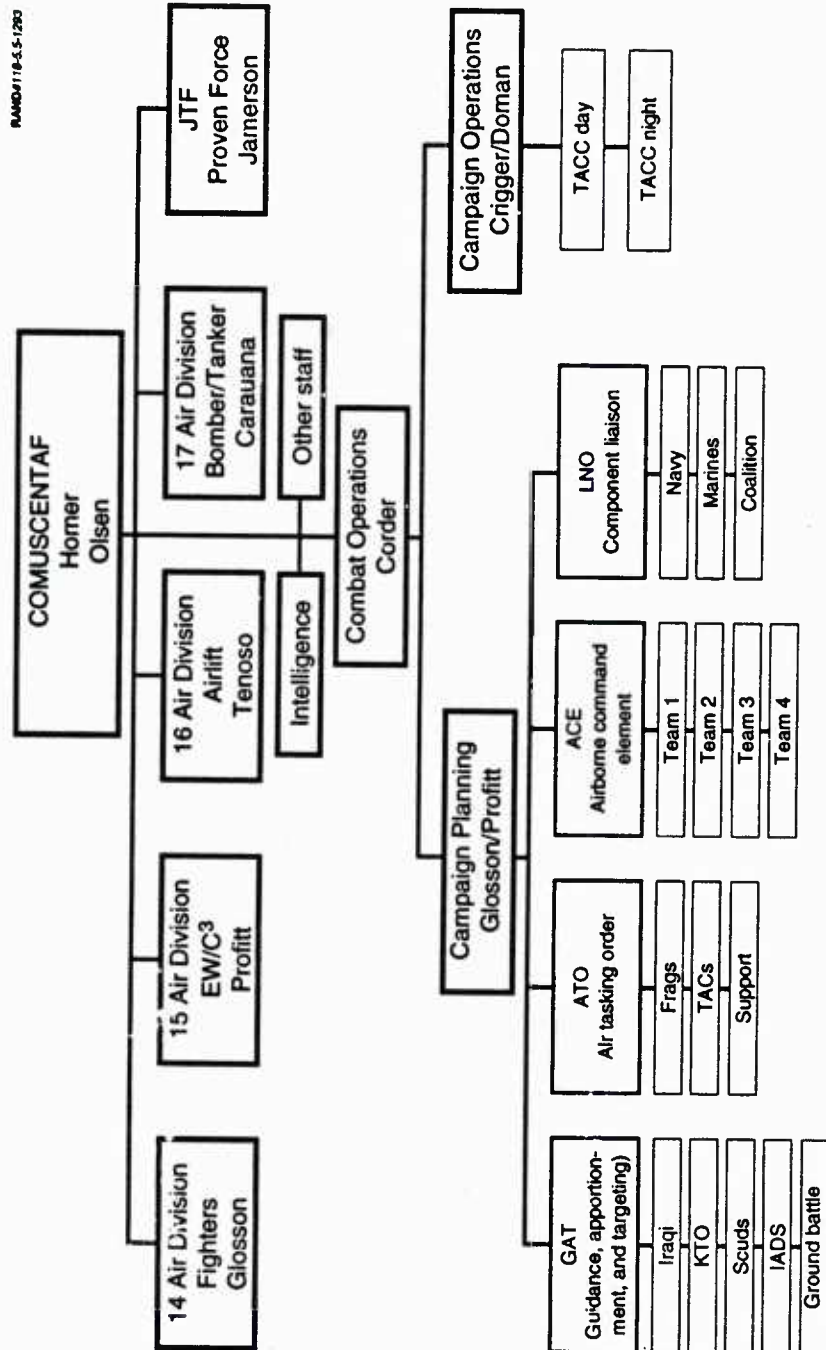 RAND#118-5.5-1293
COMUSCENTAF
Horner
Olsen
14 Air Division
Fighters
Glosson
15 Air Division
EW/C³
Profitt
16 Air Division
Airlift
Tenoso
17 Air Division
Bomber/Tanker
Carauana
JTF
Proven Force
Jamerson
Intelligence
Other staff
Combat Operations
Corder
Campaign Planning
Glosson/Profitt
Campaign Operations
Crigger/Doman
GAT
Guidance, apportion-
ment, and targeting)
Iraqi
KTO
Scuds
IADS
Ground battle
ATO
Air tasking order
Frags
TACs
Support
ACE
Airborne command
element
Team 1
Team 2
Team 3
Team 4
LNO
Component liaison
Navy
Marines
Coalition
TACC day
TACC night